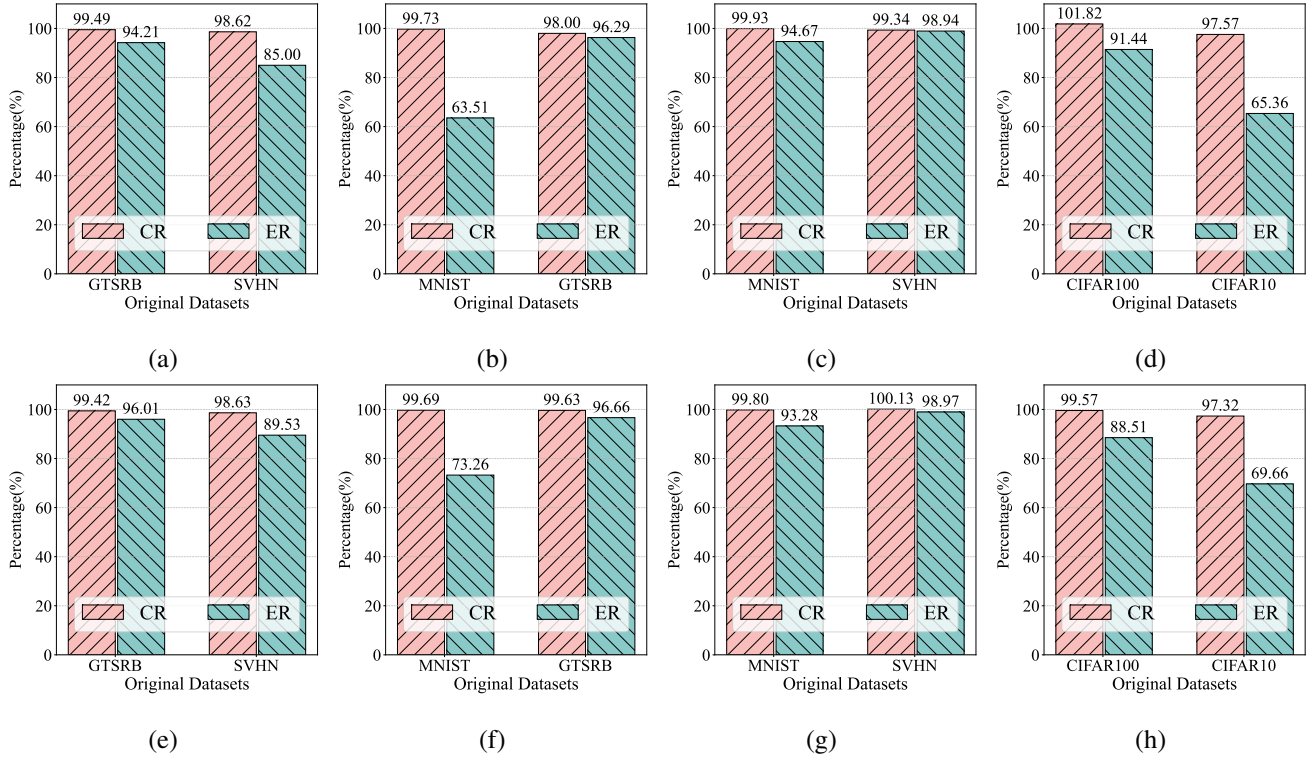 99.49 94.21 98.62 85.00
Percentage(%)
100
80
60
40
20
0
CR ER
GTSRB SVHN
Original Datasets
(a)
99.73 63.51 98.00 96.29
Percentage(%)
100
80
60
40
20
0
CR ER
MNIST GTSRB
Original Datasets
(b)
99.93 94.67 99.34 98.94
Percentage(%)
100
80
60
40
20
0
CR ER
MNIST SVHN
Original Datasets
(c)
101.82 91.44 97.57 65.36
Percentage(%)
100
80
60
40
20
0
CR ER
CIFAR100 CIFAR10
Original Datasets
(d)
99.42 96.01 98.63 89.53
Percentage(%)
100
80
60
40
20
0
CR ER
GTSRB SVHN
Original Datasets
(e)
99.69 73.26 99.63 96.66
Percentage(%)
100
80
60
40
20
0
CR ER
MNIST GTSRB
Original Datasets
(f)
99.80 93.28 100.13 98.97
Percentage(%)
100
80
60
40
20
0
CR ER
MNIST SVHN
Original Datasets
(g)
99.57 88.51 97.32 69.66
Percentage(%)
100
80
60
40
20
0
CR ER
CIFAR100 CIFAR10
Original Datasets
(h)